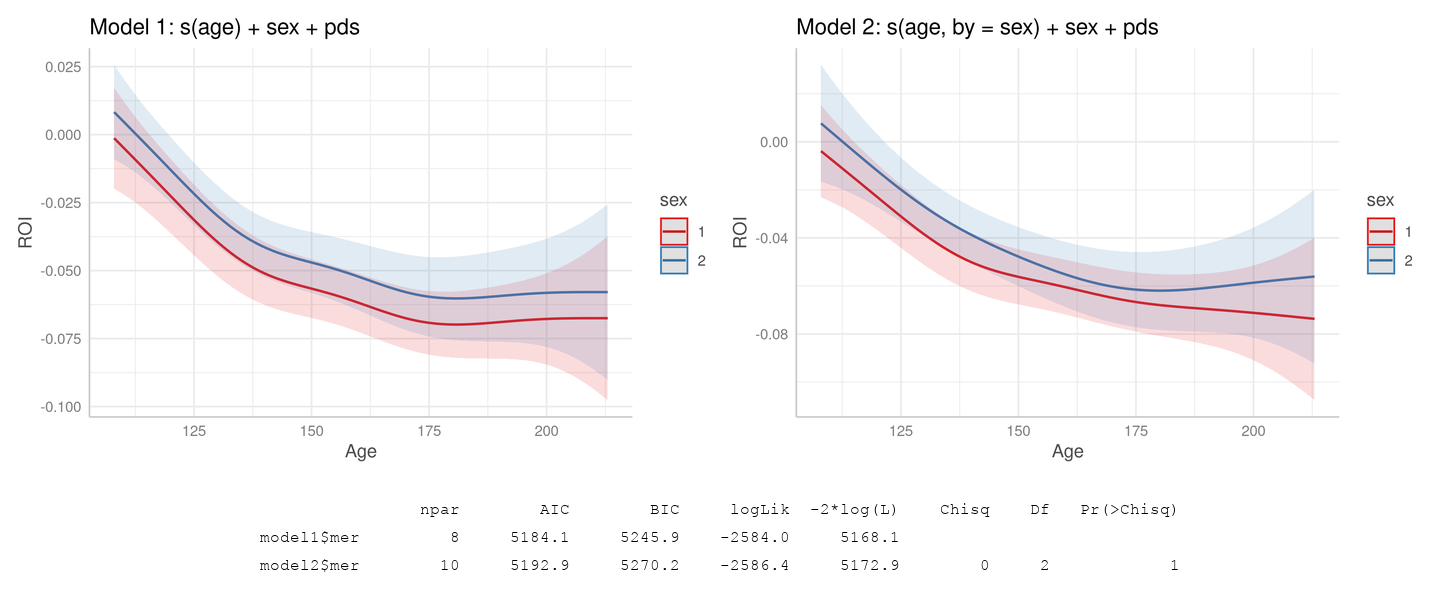 Model 1: s(age) + sex + pds
0.025
0.000
-0.025
-0.050
-0.075
-0.100
ROI
125 150 175 200
Age
sex
1
2
Model 2: s(age, by = sex) + sex + pds
0.00
-0.04
-0.08
ROI
125 150 175 200
Age
sex
1
2
npar AIC BIC logLik -2*log(L) Chisq Df Pr(>Chisq)
model1$mer 8 5184.1 5245.9 -2584.0 5168.1
model2$mer 10 5192.9 5270.2 -2586.4 5172.9 0 2 1